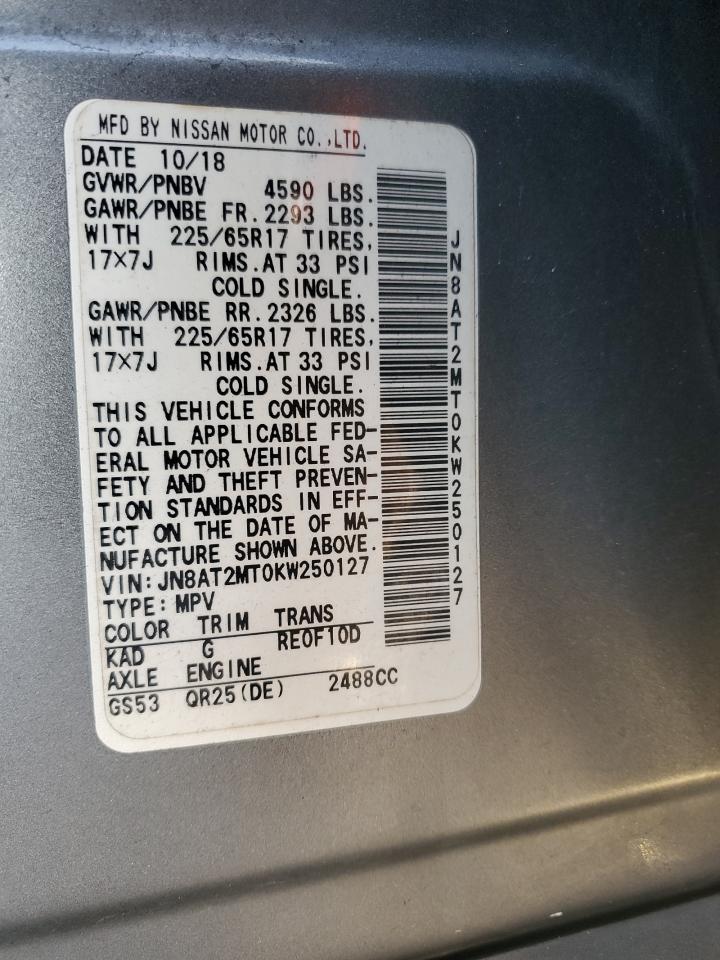 MFD BY NISSAN MOTOR CO.,LTD.
DATE 10/18
GVWR/PNBV 4590 LBS.
GAWR/PNBE FR.2293 LBS.
WITH 225/65R17 TIRES,
17×7J RIMS.AT 33 PSI
COLD SINGLE.
GAWR/PNBE RR.2326 LBS.
WITH 225/65R17 TIRES,
17×7J RIMS.AT 33 PSI
COLD SINGLE.
THIS VEHICLE CONFORMS
TO ALL APPLICABLE FED-
ERAL MOTOR VEHICLE SA-
FETY AND THEFT PREVEN-
TION STANDARDS IN EFF-
ECT ON THE DATE OF MA-
NUFACTURE SHOWN ABOVE.
VIN:JN8AT2MT0KW250127
TYPE:MPV
COLOR TRIM TRANS
KAD G RE0F10D
AXLE ENGINE
GS53 QR25(DE) 2488CC
JN8AT2MT0KW250127